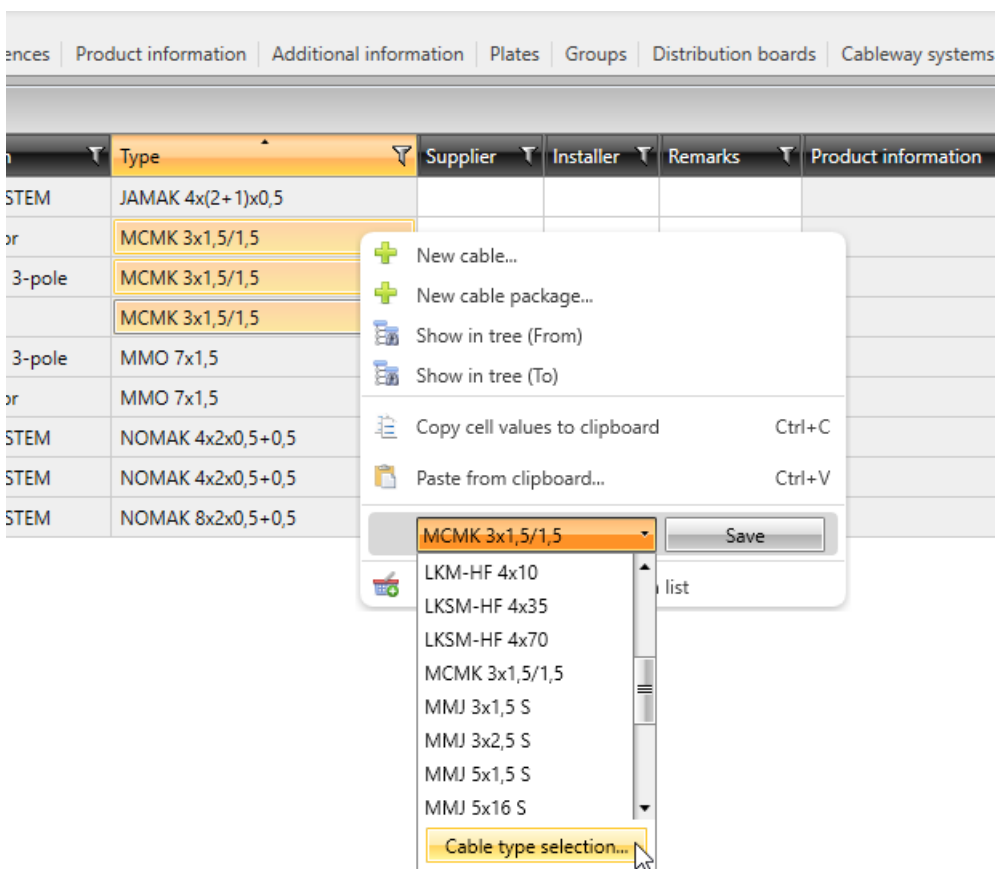 ences Product information Additional information Plates Groups Distribution boards Cableway systems
Type Supplier Installer Remarks Product information
STEM JAMAK 4x(2+1)x0,5
or MCMK 3x1,5/1,5
3-pole MCMK 3x1,5/1,5
MCMK 3x1,5/1,5
3-pole MMO 7x1,5
or MMO 7x1,5
STEM NOMAK 4x2x0,5+0,5
STEM NOMAK 4x2x0,5+0,5
STEM NOMAK 8x2x0,5+0,5
New cable...
New cable package...
Show in tree (From)
Show in tree (To)
Copy cell values to clipboard Ctrl+C
Paste from clipboard... Ctrl+V
MCMK 3x1,5/1,5 Save
list
LKM-HF 4x10
LKSM-HF 4x35
LKSM-HF 4x70
MCMK 3x1,5/1,5
MMJ 3x1,5 S
MMJ 3x2,5 S
MMJ 5x1,5 S
MMJ 5x16 S
Cable type selection...